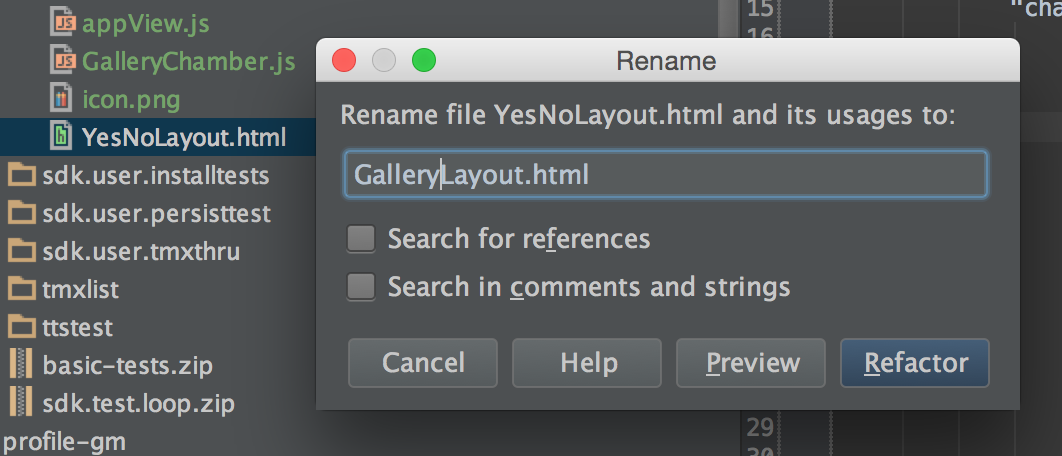 appView.js
GalleryChamber.js
icon.png
YesNoLayout.html
sdk.user.installtests
sdk.user.persisttest
sdk.user.tmxthru
tmxlist
ttstest
basic-tests.zip
sdk.test.loop.zip
profile-gm
15
"cha
16
Rename
Rename file YesNoLayout.html and its usages to:
GalleryLayout.html
Search for references
Search in comments and strings
Cancel Help Preview Refactor
29
30